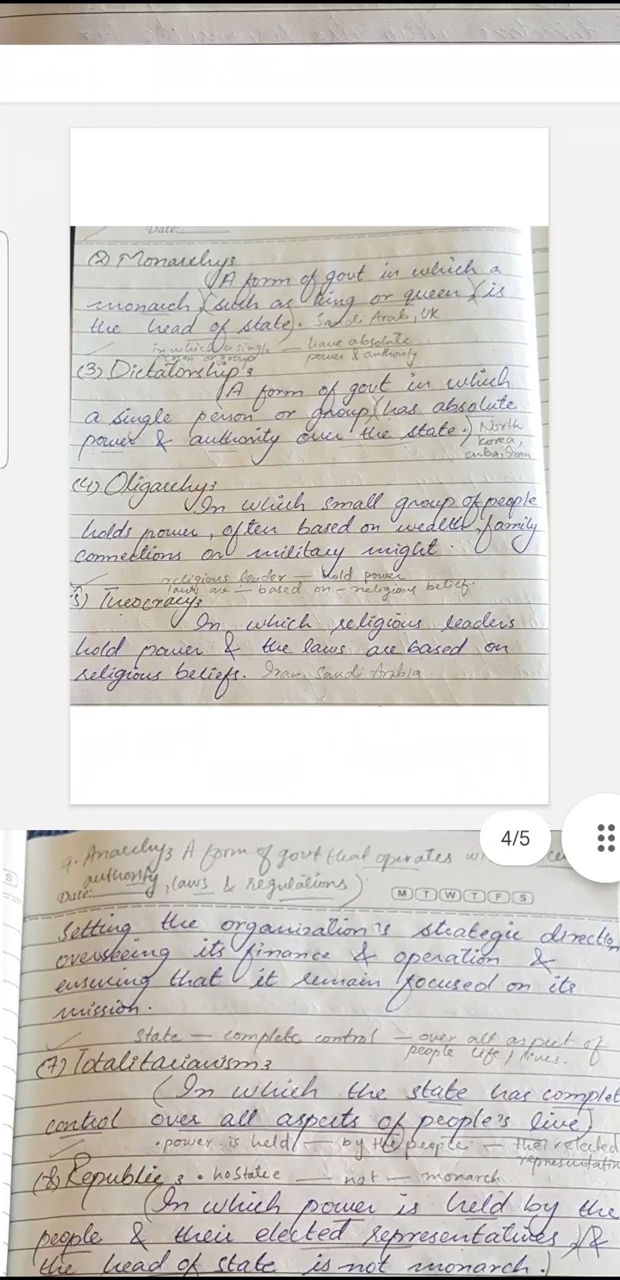 Date:
(2) Monarchy:
A form of govt in which a
monarch, (such as king or queen) is
the head of state). Saudi Arab, UK
in which a single — have absolute
person or group power & authority
(3) Dictatorship:
(A form of govt in which
a single person or group (has absolute
power & authority over the state.) North
Korea,
cuba, Iran
(4) Oligarchy:
In which small group of people
holds power, often based on wealth, family
connections or military might.
religious leader — hold power
laws are — based on — religious belief.
5) Theocracy:
In which religious leaders
hold power & the laws are based on
religious beliefs. Iran, Saudi Arabia
4/5
9. Anarchy: A form of govt that operates
authority, (laws & regulations)
Date:
M T W T F S
S
Setting the organization's strategic directio
overseeing its finance & operation &
ensuring that it remain focused on its
mission.
State — complete control — over all aspect of
people life / lives.
(7) Totalitarianism:
(In which the state has complet
control over all aspects of people's live)
• power is held — by the people — their elected
representativ
(8) Republic: • — not — monarch
(In which power is held by the
people & their elected representatives) (&
the head of state is not monarch.)